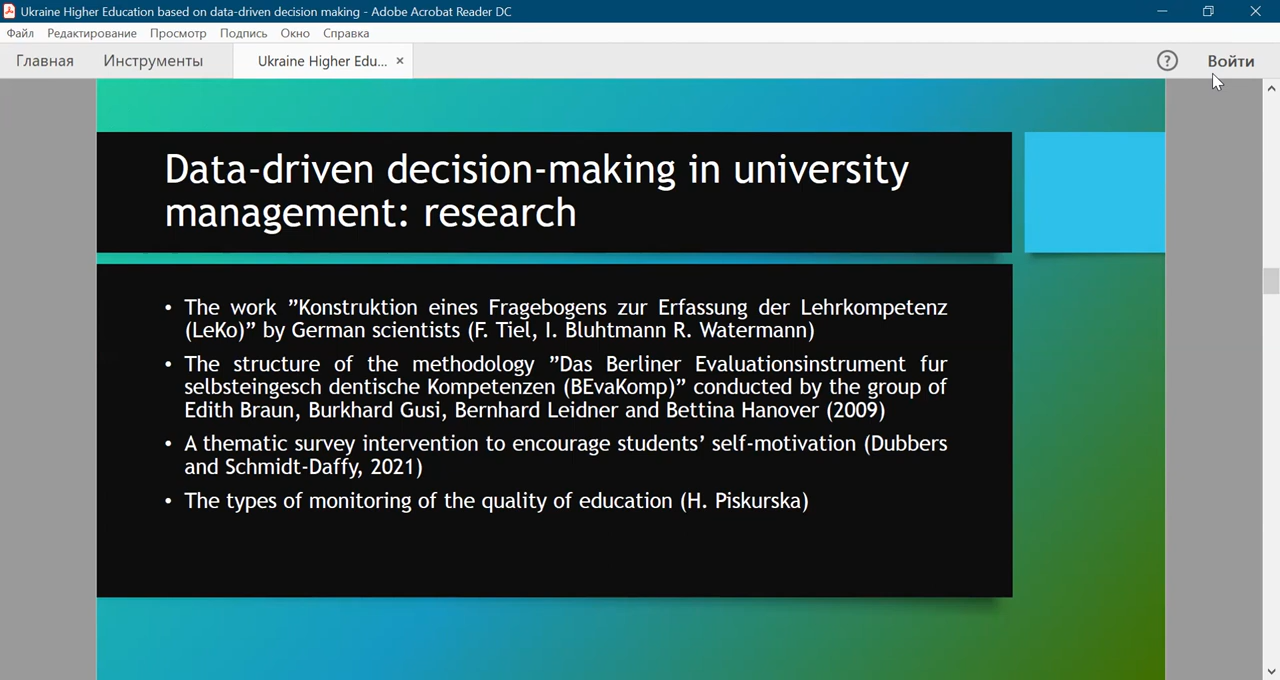 Ukraine Higher Education based on data-driven decision making - Adobe Acrobat Reader DC
Файл Редактирование Просмотр Подпись Окно Справка
Главная Инструменты Ukraine Higher Edu... × ? Войти
Data-driven decision-making in university
management: research
• The work ”Konstruktion eines Fragebogens zur Erfassung der Lehrkompetenz
(LeKo)” by German scientists (F. Tiel, I. Bluhtmann R. Watermann)
• The structure of the methodology ”Das Berliner Evaluationsinstrument fur
selbsteingesch dentische Kompetenzen (BEvaKomp)” conducted by the group of
Edith Braun, Burkhard Gusi, Bernhard Leidner and Bettina Hanover (2009)
• A thematic survey intervention to encourage students’ self-motivation (Dubbers
and Schmidt-Daffy, 2021)
• The types of monitoring of the quality of education (H. Piskurska)